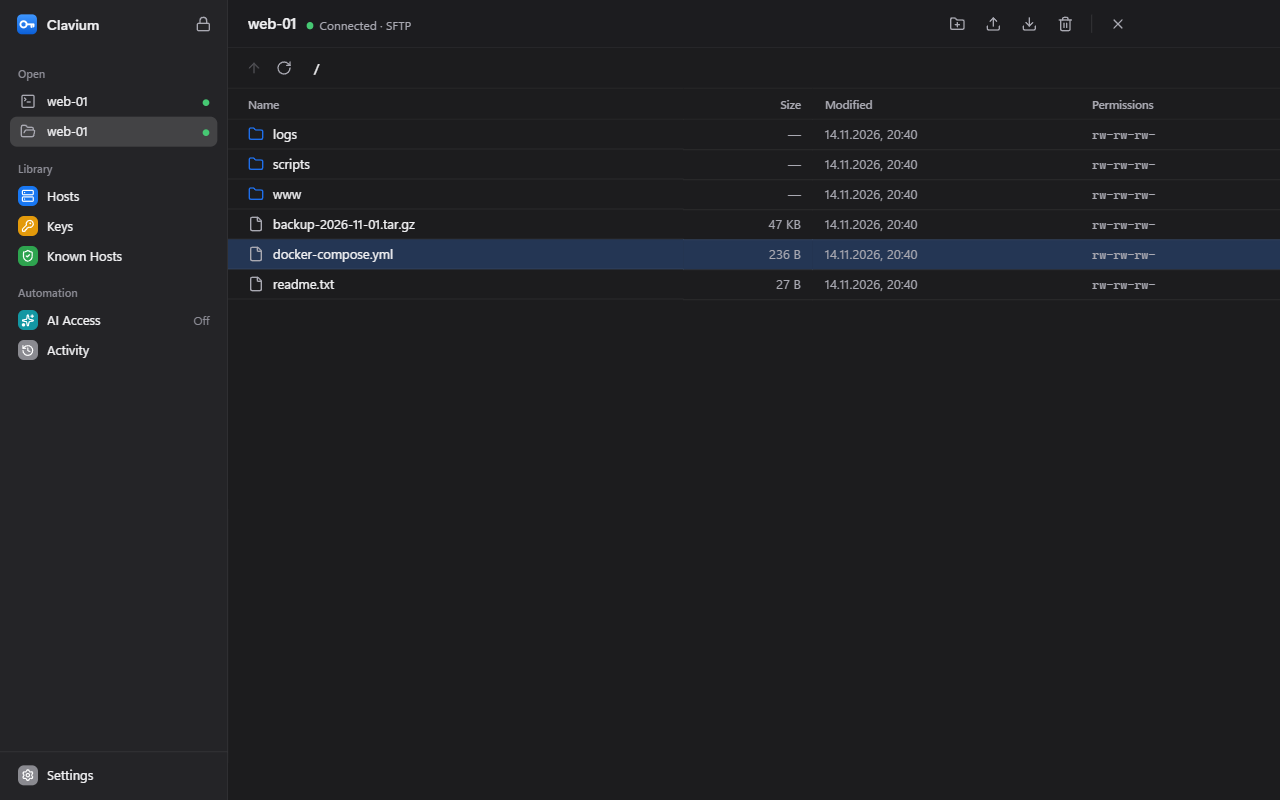 Clavium
web-01 Connected · SFTP
Open
web-01
web-01
Library
Hosts
Keys
Known Hosts
Automation
AI Access Off
Activity
Settings
/
Name Size Modified Permissions
logs — 14.11.2026, 20:40 rw-rw-rw-
scripts — 14.11.2026, 20:40 rw-rw-rw-
www — 14.11.2026, 20:40 rw-rw-rw-
backup-2026-11-01.tar.gz 47 KB 14.11.2026, 20:40 rw-rw-rw-
docker-compose.yml 236 B 14.11.2026, 20:40 rw-rw-rw-
readme.txt 27 B 14.11.2026, 20:40 rw-rw-rw-